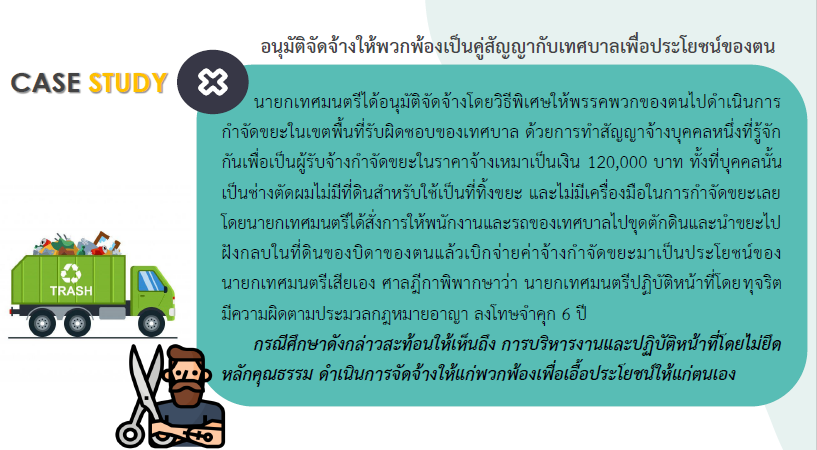 อนุมัติจัดจ้างให้พวกพ้องเป็นคู่สัญญากับเทศบาลเพื่อประโยชน์ของตน
CASE STUDY
นายกเทศมนตรีได้อนุมัติจัดจ้างโดยวิธีพิเศษให้พรรคพวกของตนไปดำเนินการ
กำจัดขยะในเขตพื้นที่รับผิดชอบของเทศบาล ด้วยการทำสัญญาจ้างบุคคลหนึ่งที่รู้จัก
กันเพื่อเป็นผู้รับจ้างกำจัดขยะในราคาจ้างเหมาเป็นเงิน 120,000 บาท ทั้งที่บุคคลนั้น
เป็นช่างตัดผมไม่มีที่ดินสำหรับใช้เป็นที่ทิ้งขยะ และไม่มีเครื่องมือในการกำจัดขยะเลย
โดยนายกเทศมนตรีได้สั่งการให้พนักงานและรถของเทศบาลไปขุดตักดินและนำขยะไป
ฝังกลบในที่ดินของบิดาของตนแล้วเบิกจ่ายค่าจ้างกำจัดขยะมาเป็นประโยชน์ของ
นายกเทศมนตรีเสียเอง ศาลฎีกาพิพากษาว่า นายกเทศมนตรีปฏิบัติหน้าที่โดยทุจริต
มีความผิดตามประมวลกฎหมายอาญา ลงโทษจำคุก 6 ปี
กรณีศึกษาดังกล่าวสะท้อนให้เห็นถึง การบริหารงานและปฏิบัติหน้าที่โดยไม่ยึด
หลักคุณธรรม ดำเนินการจัดจ้างให้แก่พวกพ้องเพื่อเอื้อประโยชน์ให้แก่ตนเอง
TRASH